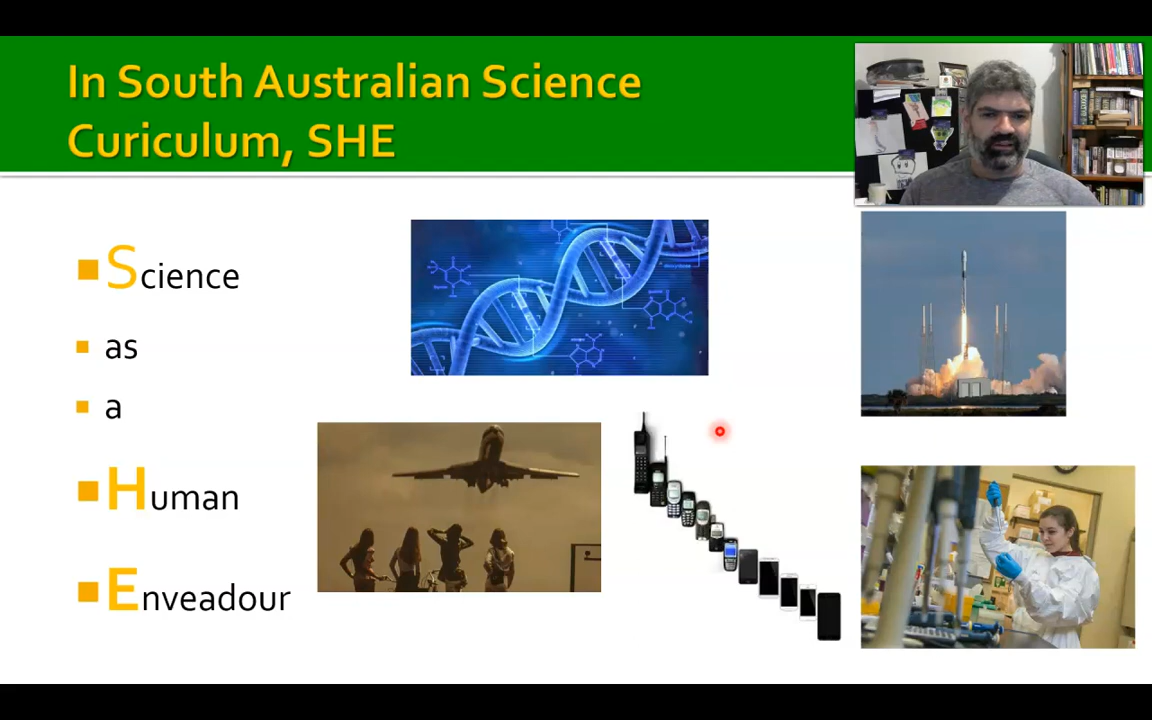 In South Australian Science
Curiculum, SHE
Science
as
a
Human
Enveadour